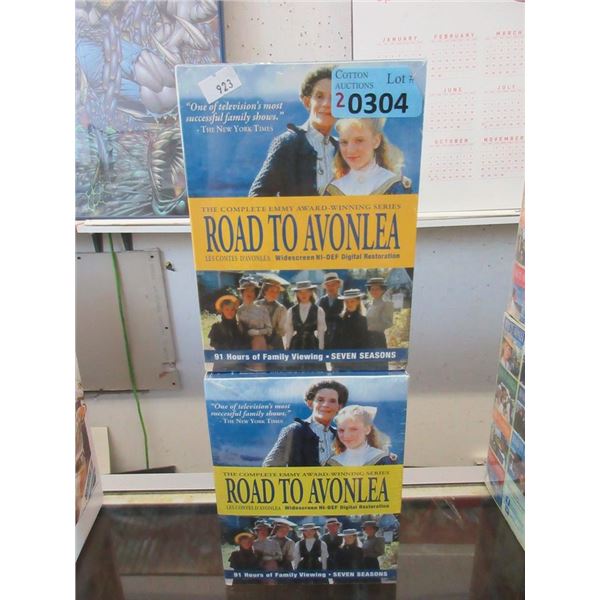 923
COTTON
AUCTIONS
Lot #
2 0304
"One of television's most
successful family shows."
- THE NEW YORK TIMES
THE COMPLETE EMMY AWARD-WINNING SERIES
ROAD TO AVONLEA
LES CONTES D'AVONLEA Widescreen HI-DEF Digital Restoration
91 Hours of Family Viewing • SEVEN SEASONS
"One of television's most
successful family shows."
- THE NEW YORK TIMES
THE COMPLETE EMMY AWARD-WINNING SERIES
ROAD TO AVONLEA
LES CONTES D'AVONLEA Widescreen HI-DEF Digital Restoration
91 Hours of Family Viewing • SEVEN SEASONS
JANUARY
JUNE
JULY
OCTOBER
NOVEMBER